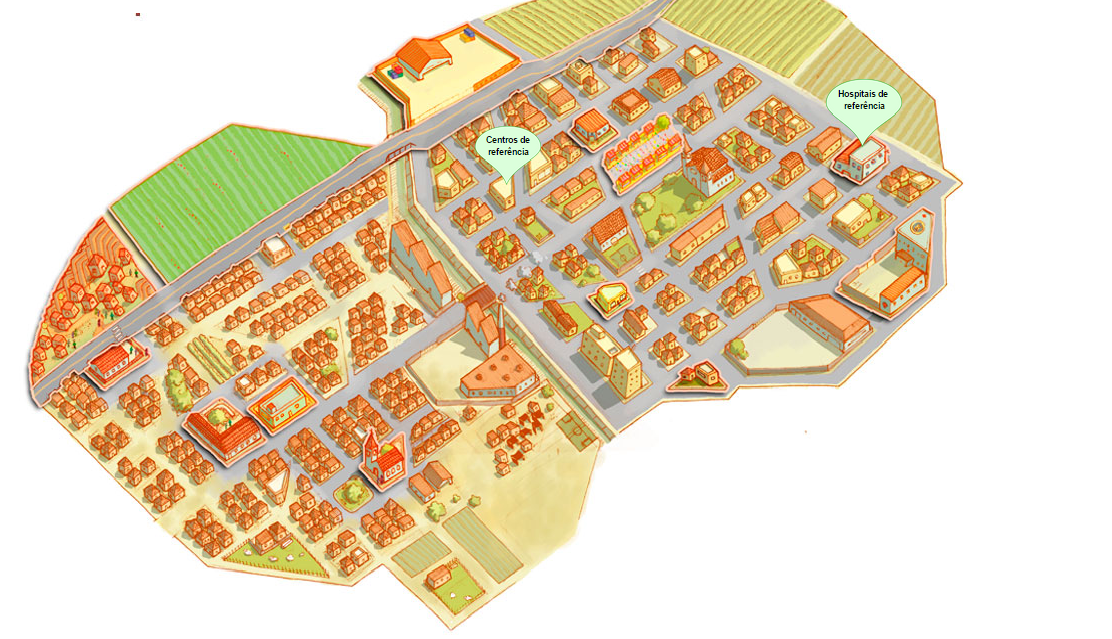 Hospitais de
referência
Centros de
referência